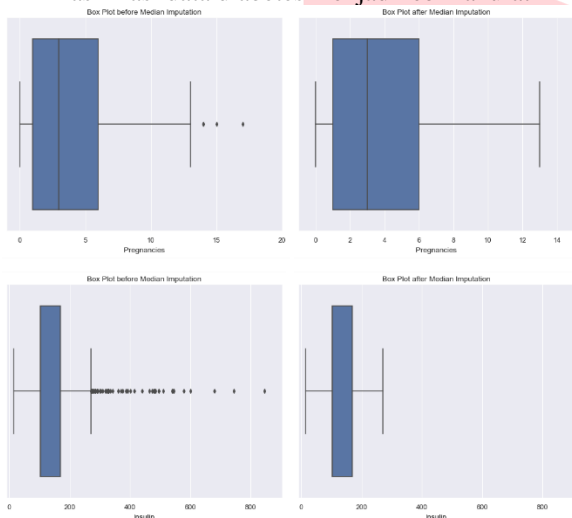 Box Plot before Median Imputation
Box Plot after Median Imputation
0 5 10 15 20
0 2 4 6 8 10 12 14
Pregnancies
Pregnancies
Box Plot before Median Imputation
Box Plot after Median Imputation
0 200 400 600 800
0 200 400 600 800
Insulin
Insulin